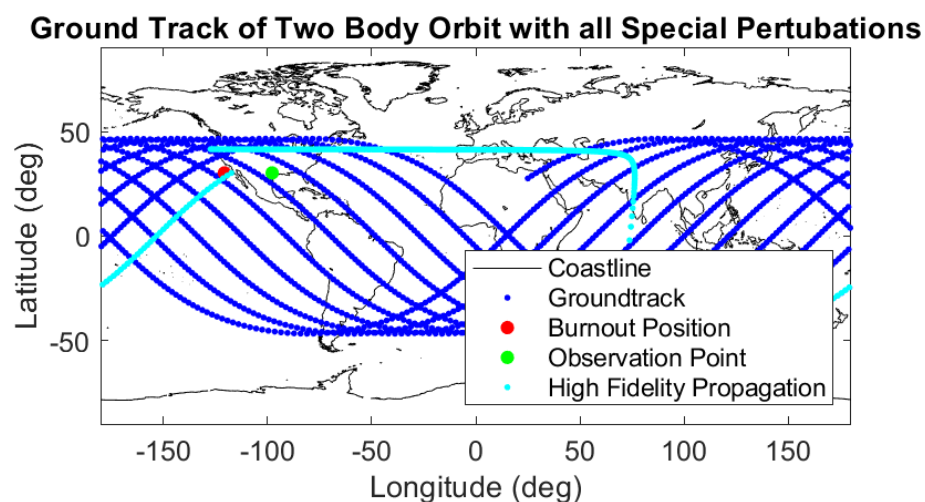 Ground Track of Two Body Orbit with all Special Pertubations
Latitude (deg)
50
0
-50
Coastline
Groundtrack
Burnout Position
Observation Point
High Fidelity Propagation
-150
-100
-50
0
50
100
150
Longitude (deg)